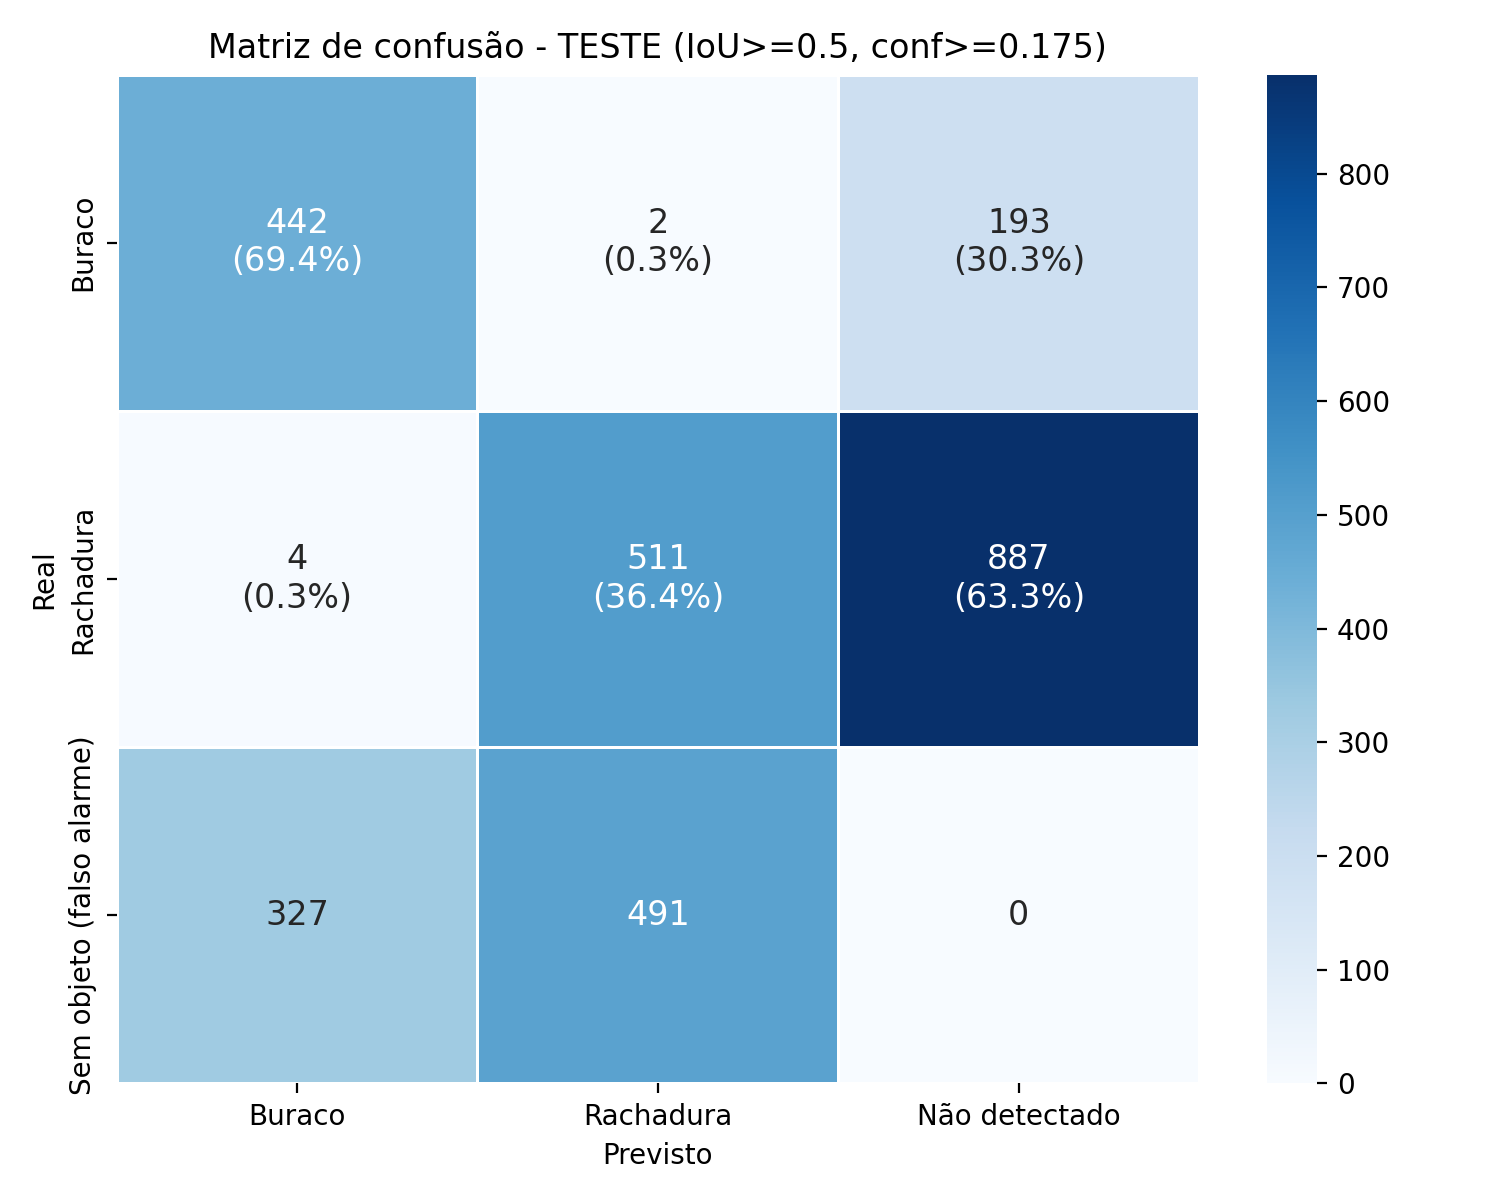 Matriz de confusão - TESTE (IoU>=0.5, conf>=0.175)
Real
Buraco
442
(69.4%)
2
(0.3%)
193
(30.3%)
Rachadura
4
(0.3%)
511
(36.4%)
887
(63.3%)
Sem objeto (falso alarme)
327
491
0
Buraco
Rachadura
Não detectado
Previsto
800
700
600
500
400
300
200
100
0